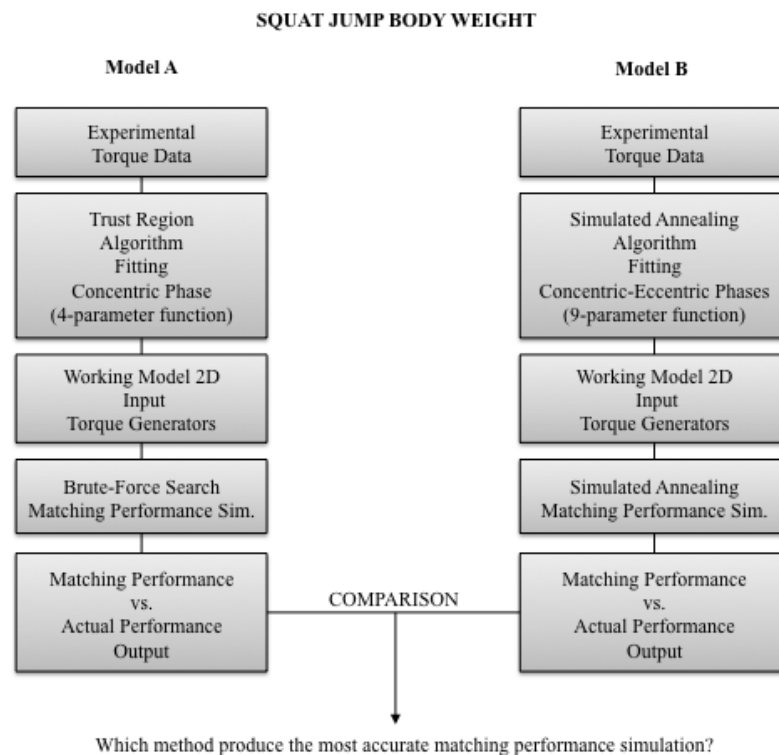 SQUAT JUMP BODY WEIGHT
Model A
Experimental
Torque Data
Trust Region
Algorithm
Fitting
Concentric Phase
(4-parameter function)
Working Model 2D
Input
Torque Generators
Brute-Force Search
Matching Performance Sim.
Matching Performance
vs.
Actual Performance
Output
Model B
Experimental
Torque Data
Simulated Annealing
Algorithm
Fitting
Concentric-Eccentric Phases
(9-parameter function)
Working Model 2D
Input
Torque Generators
Simulated Annealing
Matching Performance Sim.
Matching Performance
vs.
Actual Performance
Output
COMPARISON
Which method produce the most accurate matching performance simulation?